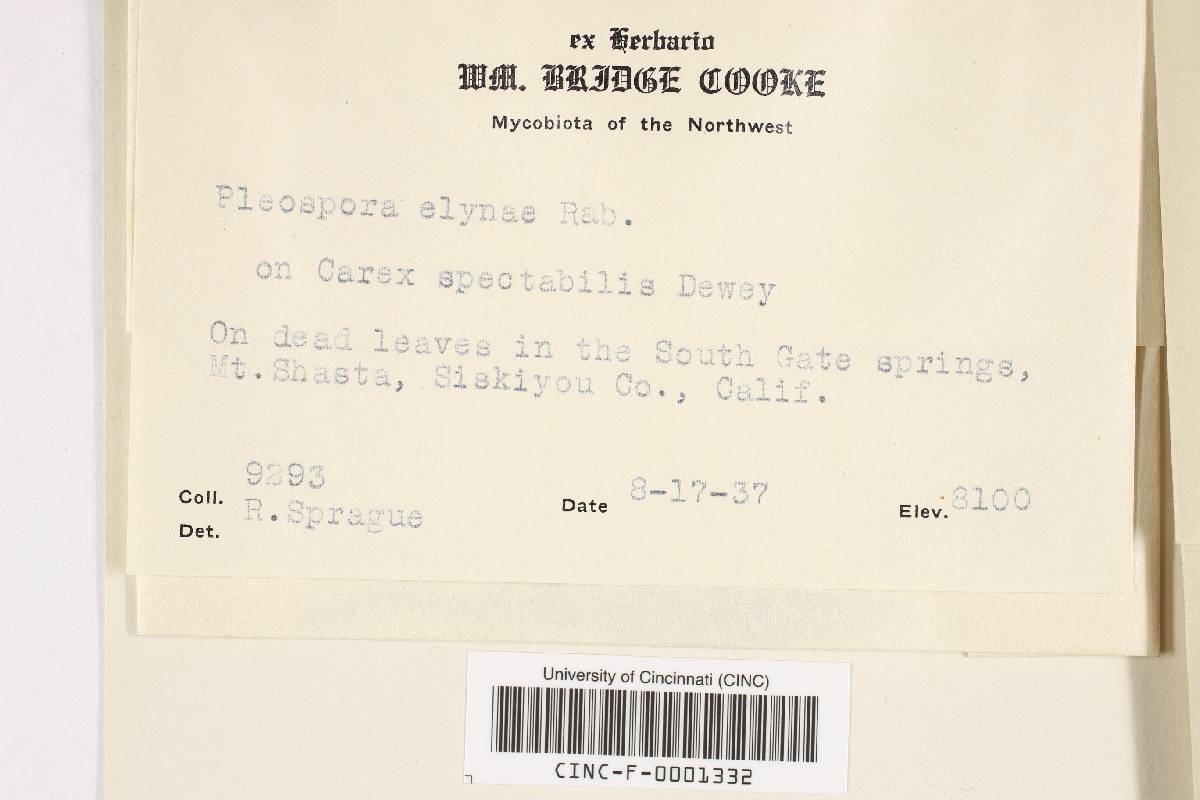 ex Herbario
WM. BRIDGE COOKE
Mycobiota of the Northwest
Pleospora elynae Rab.
on Carex spectabilis Dewey
On dead leaves in the South Gate springs,
Mt.Shasta, Siskiyou Co., Calif.
Coll. 9293
Det. R.Sprague
Date 8-17-37
Elev. 8100
University of Cincinnati (CINC)
CINC-F-0001332